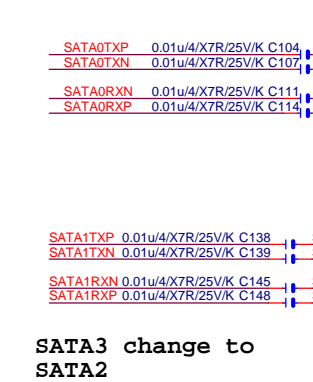 SATA0TXP 0.01u/4/X7R/25V/K C104
SATA0TXN 0.01u/4/X7R/25V/K C107
SATA0RXN 0.01u/4/X7R/25V/K C111
SATA0RXP 0.01u/4/X7R/25V/K C114
SATA1TXP 0.01u/4/X7R/25V/K C138
SATA1TXN 0.01u/4/X7R/25V/K C139
SATA1RXN 0.01u/4/X7R/25V/K C145
SATA1RXP 0.01u/4/X7R/25V/K C148
SATA3 change to
SATA2